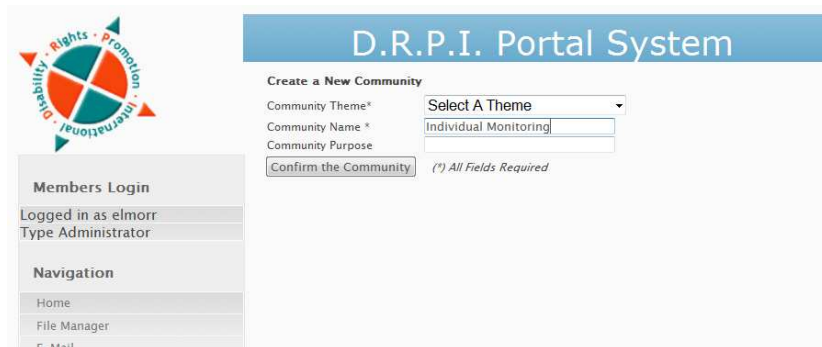 Disability · Rights · Promotion · International
D.R.P.I. Portal System
Create a New Community
Community Theme* Select A Theme
Community Name * Individual Monitoring
Community Purpose
Confirm the Community (*) All Fields Required
Members Login
Logged in as elmorr
Type Administrator
Navigation
Home
File Manager
E-Mail